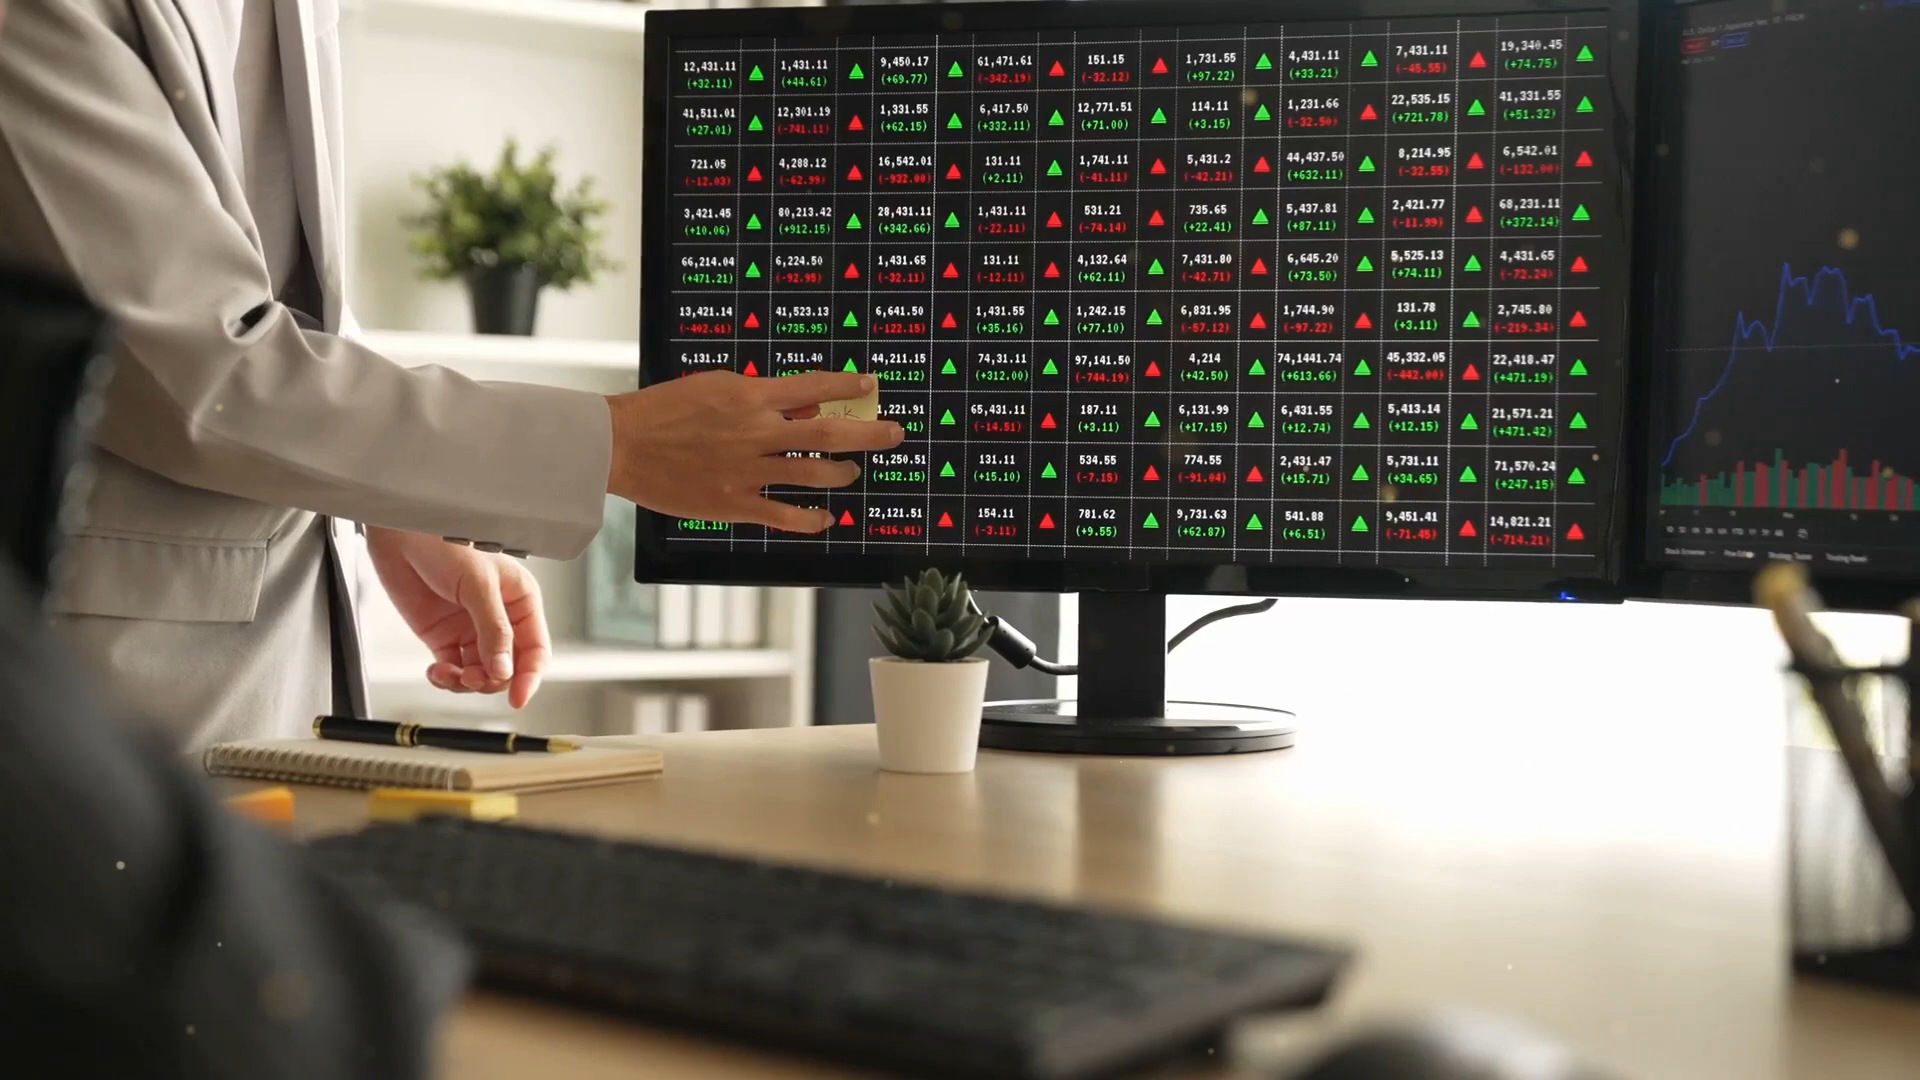 12,431.11 1,431.11 9,450.17 61,471.61 151.15 1,731.55 4,431.11 7,431.11 19,340.45
(+32.11) (+44.61) (+69.77) (-342.19) (-32.12) (+97.22) (+33.21) (-45.55) (+74.75)
41,511.01 12,301.19 1,331.55 6,417.50 12,771.51 114.11 1,231.66 22,535.15 41,331.55
(+27.01) (-741.11) (+62.15) (+332.11) (+71.00) (+3.15) (-32.50) (+721.78) (+51.32)
721.05 4,288.12 16,542.01 131.11 1,741.11 5,431.2 44,437.50 8,214.95 6,542.01
(-12.03) (-62.99) (-932.00) (+2.11) (-41.11) (-42.21) (+632.11) (-32.55) (-132.00)
3,421.45 80,213.42 28,431.11 1,431.11 531.21 735.65 5,437.81 2,421.77 68,231.11
(+10.06) (+912.15) (+342.66) (-22.11) (-74.14) (+22.41) (+87.11) (-11.99) (+372.14)
66,214.04 6,224.50 1,431.65 131.11 4,132.64 7,431.80 6,645.20 5,525.13 4,431.65
(+471.21) (-92.95) (-32.11) (-12.11) (+62.11) (-42.71) (+73.50) (+74.11) (-72.24)
13,421.14 41,523.13 6,641.50 1,431.55 1,242.15 6,831.95 1,744.90 131.78 2,745.80
(-402.61) (+735.95) (-122.15) (+35.16) (+77.10) (-57.12) (-97.22) (+3.11) (-219.34)
6,131.17 7,511.40 44,211.15 74,31.11 97,141.50 4,214 74,1441.74 45,332.05 22,418.47
+612.12) (+312.00) (-744.19) (+42.50) (+613.66) (-442.00) (+471.19)
1,221.91 65,431.11 187.11 6,131.99 6,431.55 5,413.14 21,571.21
.41) (-14.51) (+3.11) (+17.15) (+12.74) (+12.15) (+471.42)
61,250.51 131.11 534.55 774.55 2,431.47 5,731.11 71,570.24
(+132.15) (+15.10) (-7.15) (-91.04) (+15.71) (+34.65) (+247.15)
22,121.51 154.11 781.62 9,731.63 541.88 9,451.41 14,821.21
(+821.11) (-616.01) (-3.11) (+9.55) (+62.87) (+6.51) (-71.45) (-714.21)